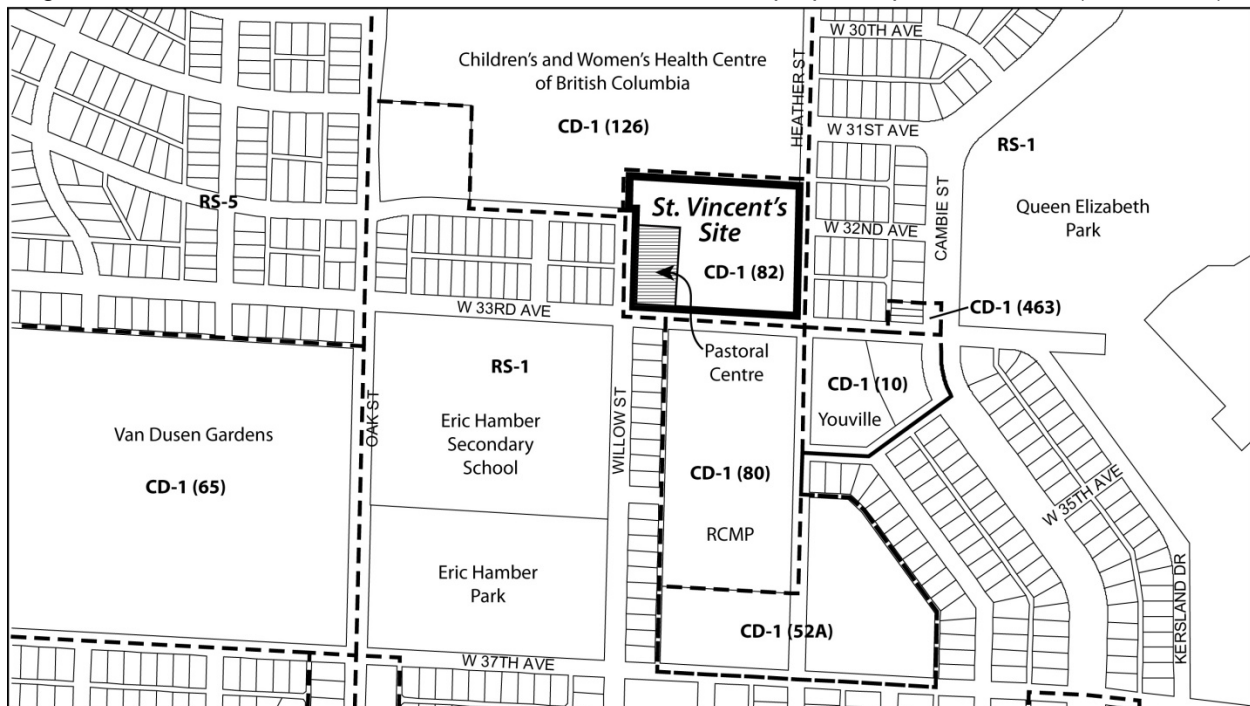 W 30TH AVE
Children's and Women's Health Centre
of British Columbia
CD-1 (126)
HEATHER ST
W 31ST AVE
RS-1
RS-5
St. Vincent's
Site
CD-1 (82)
W 32ND AVE
CAMBIE ST
Queen Elizabeth
Park
W 33RD AVE
CD-1 (463)
Pastoral
Centre
RS-1
CD-1 (10)
Youville
Van Dusen Gardens
CD-1 (65)
OAK ST
Eric Hamber
Secondary
School
WILLOW ST
CD-1 (80)
RCMP
W 35TH AVE
Eric Hamber
Park
CD-1 (52A)
KERSLAND DR
W 37TH AVE